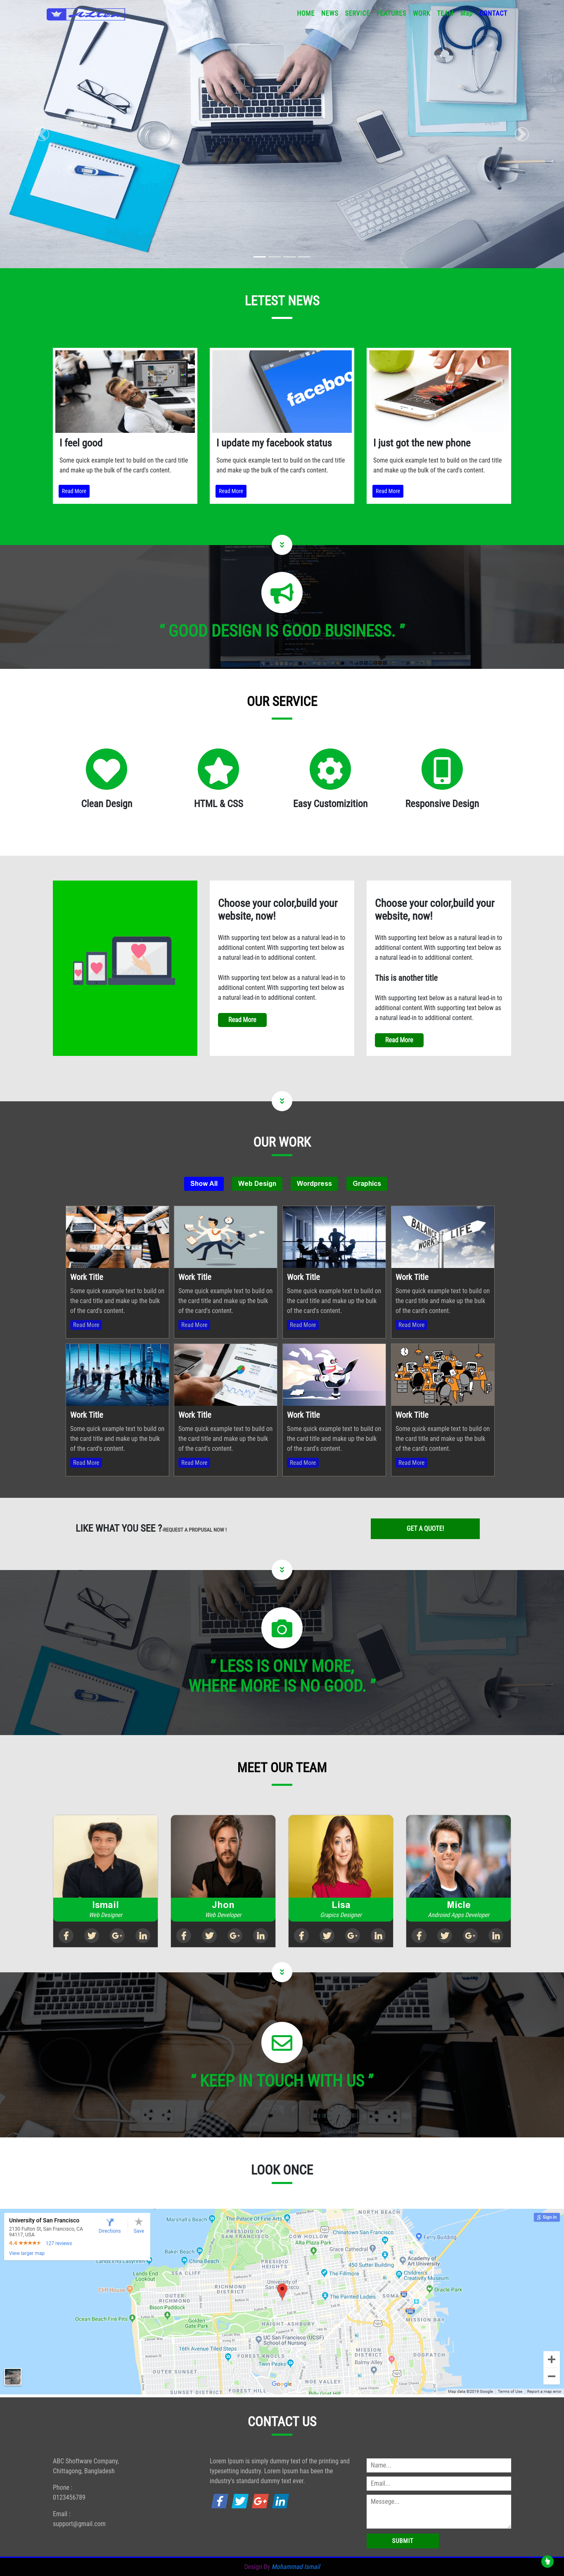 HOME NEWS SERVICE FEATURES WORK TEAM Map CONTACT
LETEST NEWS
I feel good
Some quick example text to build on the card title
and make up the bulk of the card's content.
Read More
I update my facebook status
Some quick example text to build on the card title
and make up the bulk of the card's content.
Read More
I just got the new phone
Some quick example text to build on the card title
and make up the bulk of the card's content.
Read More
“ GOOD DESIGN IS GOOD BUSINESS. ”
OUR SERVICE
Clean Design
HTML & CSS
Easy Customizition
Responsive Design
Choose your color,build your
website, now!
With supporting text below as a natural lead-in to
additional content.With supporting text below as
a natural lead-in to additional content.
With supporting text below as a natural lead-in to
additional content.With supporting text below as
a natural lead-in to additional content.
Read More
Choose your color,build your
website, now!
With supporting text below as a natural lead-in to
additional content.With supporting text below as
a natural lead-in to additional content.
This is another title
With supporting text below as a natural lead-in to
additional content.With supporting text below as
a natural lead-in to additional content.
Read More
OUR WORK
Show All Web Design Wordpress Graphics
Work Title
Some quick example text to build on
the card title and make up the bulk
of the card's content.
Read More
Work Title
Some quick example text to build on
the card title and make up the bulk
of the card's content.
Read More
Work Title
Some quick example text to build on
the card title and make up the bulk
of the card's content.
Read More
BALANCE
WORK LIFE
Work Title
Some quick example text to build on
the card title and make up the bulk
of the card's content.
Read More
Work Title
Some quick example text to build on
the card title and make up the bulk
of the card's content.
Read More
Work Title
Some quick example text to build on
the card title and make up the bulk
of the card's content.
Read More
Work Title
Some quick example text to build on
the card title and make up the bulk
of the card's content.
Read More
Work Title
Some quick example text to build on
the card title and make up the bulk
of the card's content.
Read More
LIKE WHAT YOU SEE ? -REQUEST A PROPUSAL NOW !
GET A QUOTE!
“ LESS IS ONLY MORE,
WHERE MORE IS NO GOOD. ”
MEET OUR TEAM
Ismail
Web Designer
Jhon
Web Developer
Lisa
Grapics Designer
Micle
Androied Apps Developer
“ KEEP IN TOUCH WITH US ”
LOOK ONCE
University of San Francisco
2130 Fulton St, San Francisco, CA
94117, USA
4.4 127 reviews
View larger map
Directions
Save
Sign in
Map data ©2019 Google Terms of Use Report a map error
CONTACT US
ABC Shoftware Company,
Chittagong, Bangladesh
Phone :
0123456789
Email :
support@gmail.com
Lorem Ipsum is simply dummy text of the printing and
typesetting industry. Lorem Ipsum has been the
industry's standard dummy text ever.
Name...
Email...
Messege...
SUBMIT
Design By Mohammad Ismail